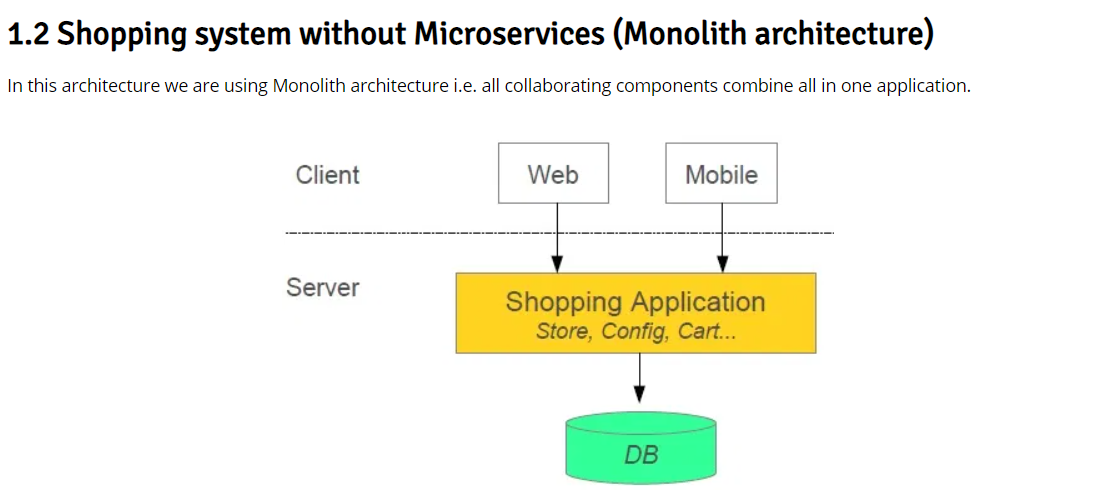 1.2 Shopping system without Microservices (Monolith architecture)
In this architecture we are using Monolith architecture i.e. all collaborating components combine all in one application.
Client
Web
Mobile
Server
Shopping Application
Store, Config, Cart...
DB